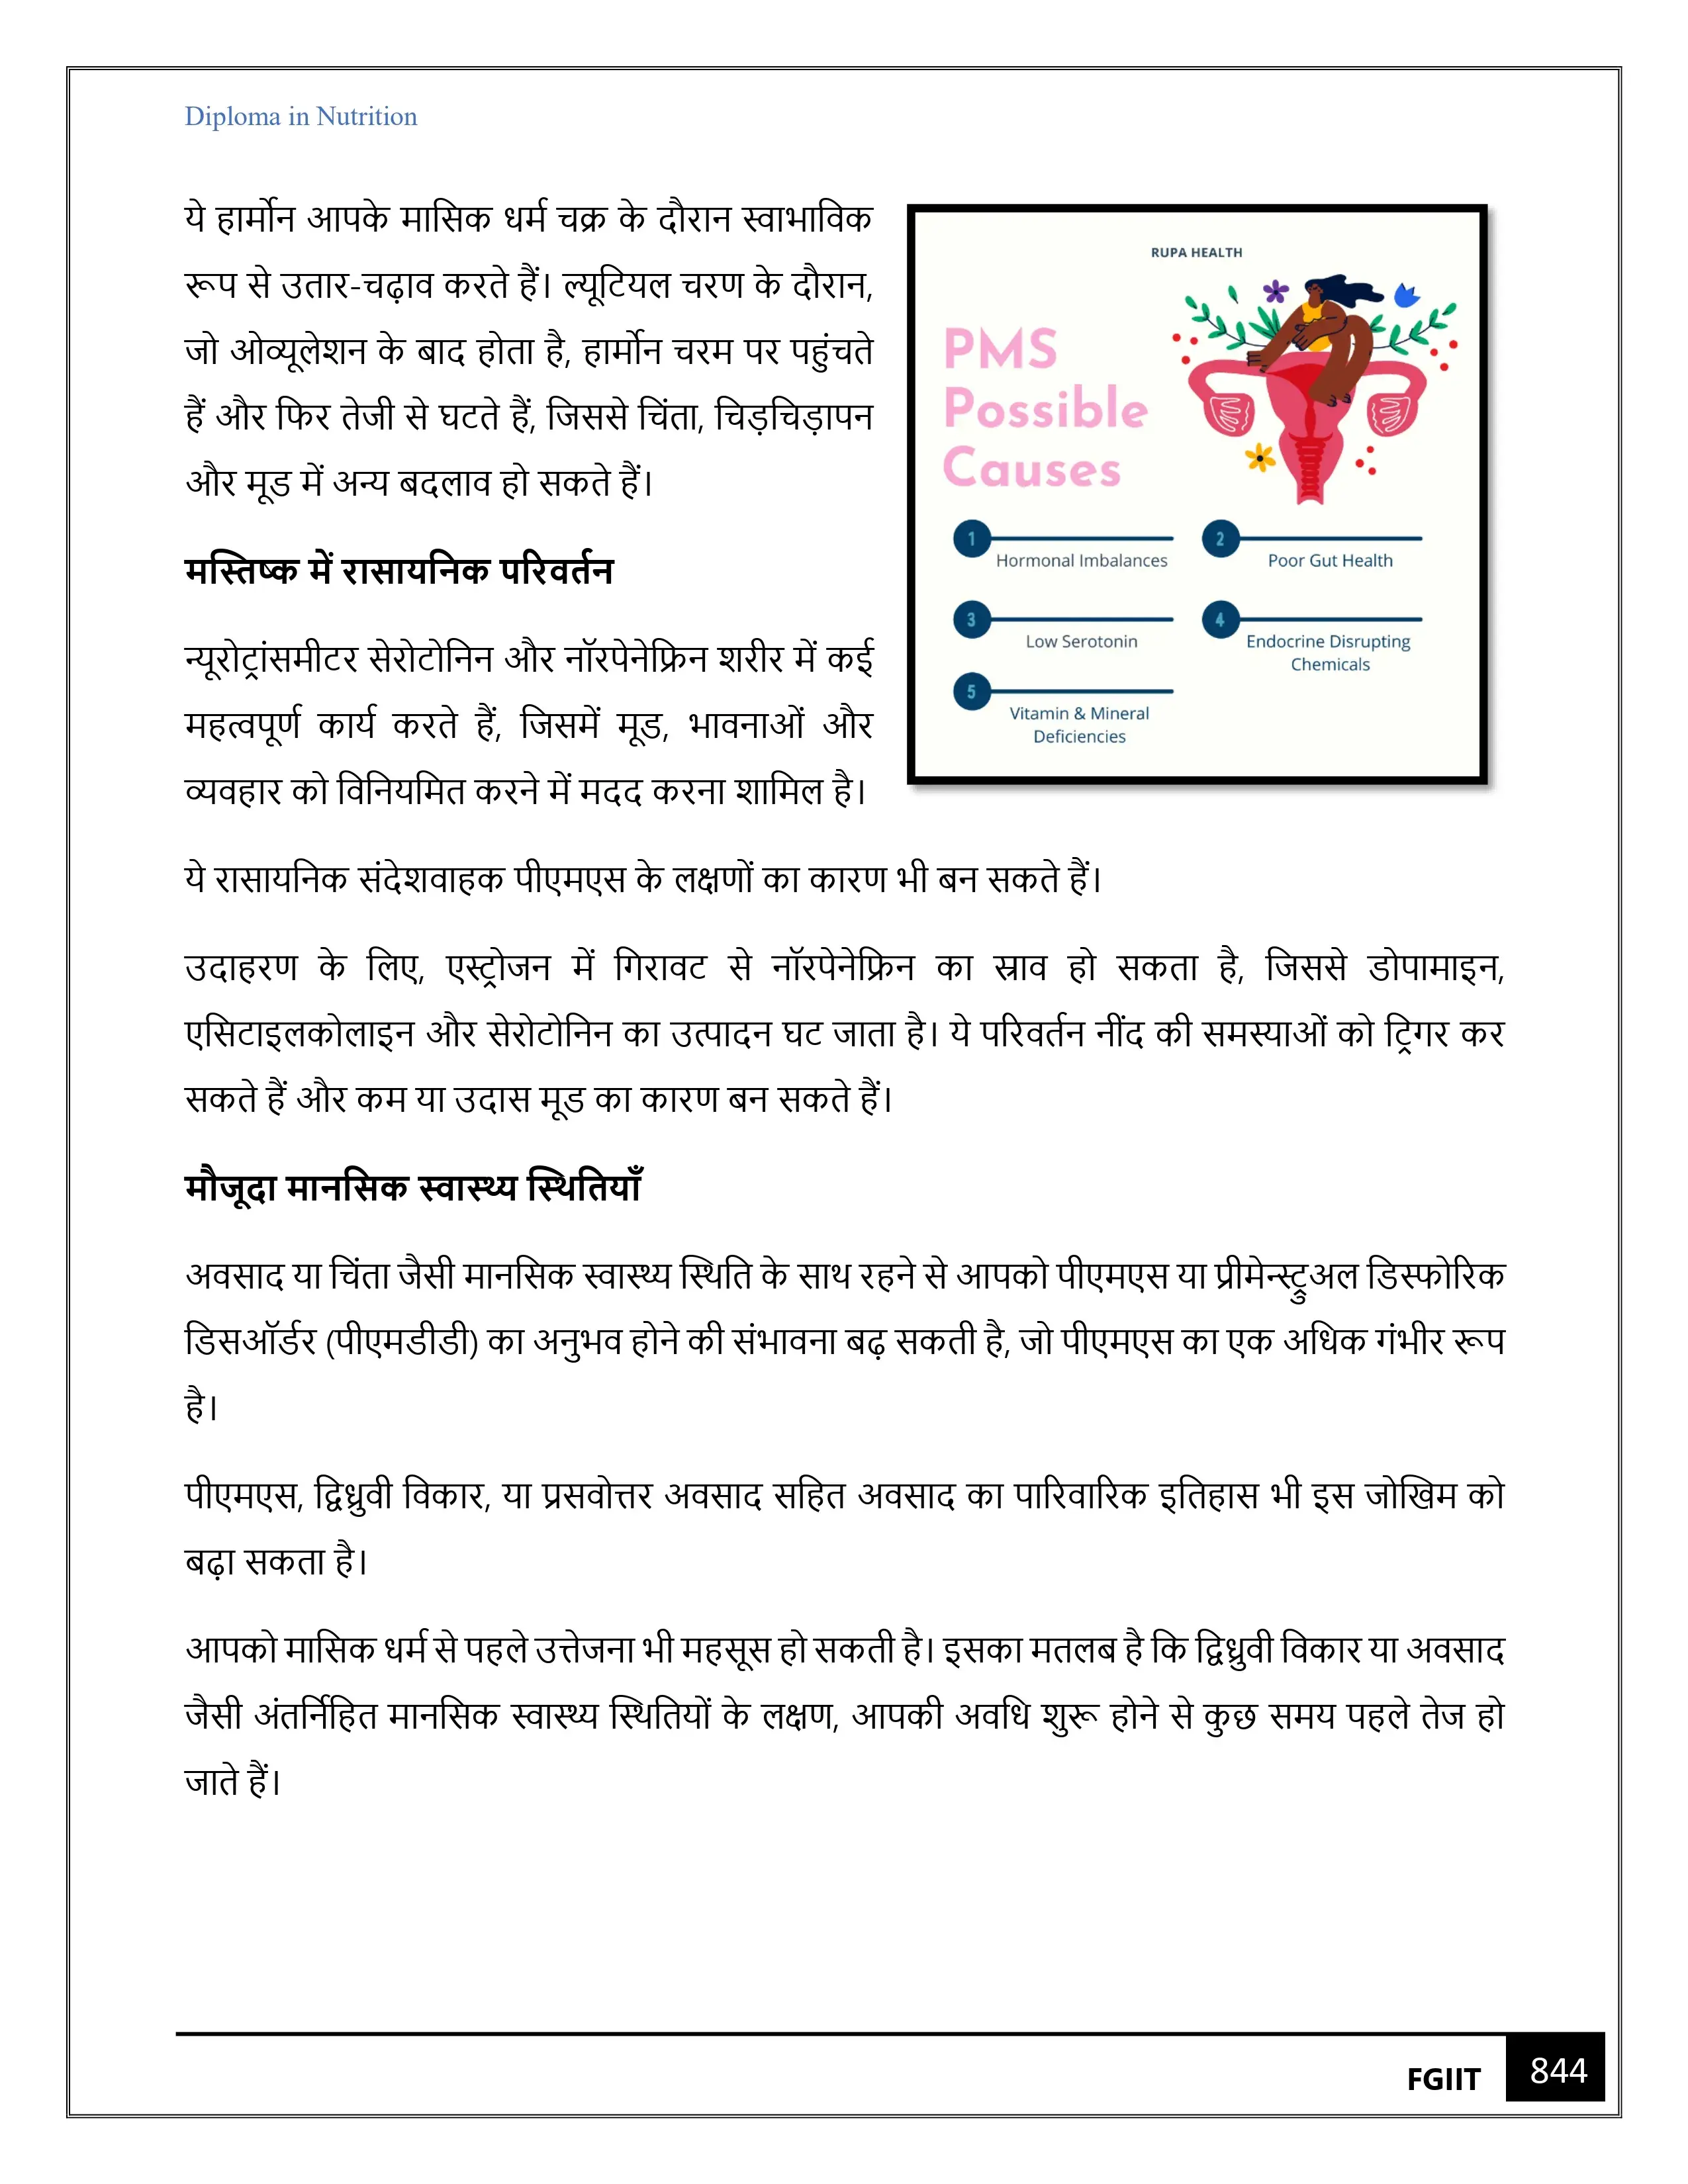 Diploma in Nutrition
ये हार्मोन आपके मासिक धर्म चक्र के दौरान स्वाभाविक
रूप से उतार-चढ़ाव करते हैं। ल्यूटियल चरण के दौरान,
जो ओव्यूलेशन के बाद होता है, हार्मोन चरम पर पहुंचते
हैं और फिर तेजी से घटते हैं, जिससे चिंता, चिड़चिड़ापन
और मूड में अन्य बदलाव हो सकते हैं।
मस्तिष्क में रासायनिक परिवर्तन
न्यूरोट्रांसमीटर सेरोटोनिन और नॉरपेनेफ्रिन शरीर में कई
महत्वपूर्ण कार्य करते हैं, जिसमें मूड, भावनाओं और
व्यवहार को विनियमित करने में मदद करना शामिल है।
RUPA HEALTH
PMS
Possible
Causes
1
Hormonal Imbalances
2
Poor Gut Health
3
Low Serotonin
4
Endocrine Disrupting
Chemicals
5
Vitamin & Mineral
Deficiencies
ये रासायनिक संदेशवाहक पीएमएस के लक्षणों का कारण भी बन सकते हैं।
उदाहरण के लिए, एस्ट्रोजन में गिरावट से नॉरपेनेफ्रिन का स्राव हो सकता है, जिससे डोपामाइन,
एसिटाइलकोलाइन और सेरोटोनिन का उत्पादन घट जाता है। ये परिवर्तन नींद की समस्याओं को ट्रिगर कर
सकते हैं और कम या उदास मूड का कारण बन सकते हैं।
मौजूदा मानसिक स्वास्थ्य स्थितियाँ
अवसाद या चिंता जैसी मानसिक स्वास्थ्य स्थिति के साथ रहने से आपको पीएमएस या प्रीमेन्स्ट्रुअल डिस्फोरिक
डिसऑर्डर (पीएमडीडी) का अनुभव होने की संभावना बढ़ सकती है, जो पीएमएस का एक अधिक गंभीर रूप
है।
पीएमएस, द्विध्रुवी विकार, या प्रसवोत्तर अवसाद सहित अवसाद का पारिवारिक इतिहास भी इस जोखिम को
बढ़ा सकता है।
आपको मासिक धर्म से पहले उत्तेजना भी महसूस हो सकती है। इसका मतलब है कि द्विध्रुवी विकार या अवसाद
जैसी अंतर्निहित मानसिक स्वास्थ्य स्थितियों के लक्षण, आपकी अवधि शुरू होने से कुछ समय पहले तेज हो
जाते हैं।
FGIIT
844